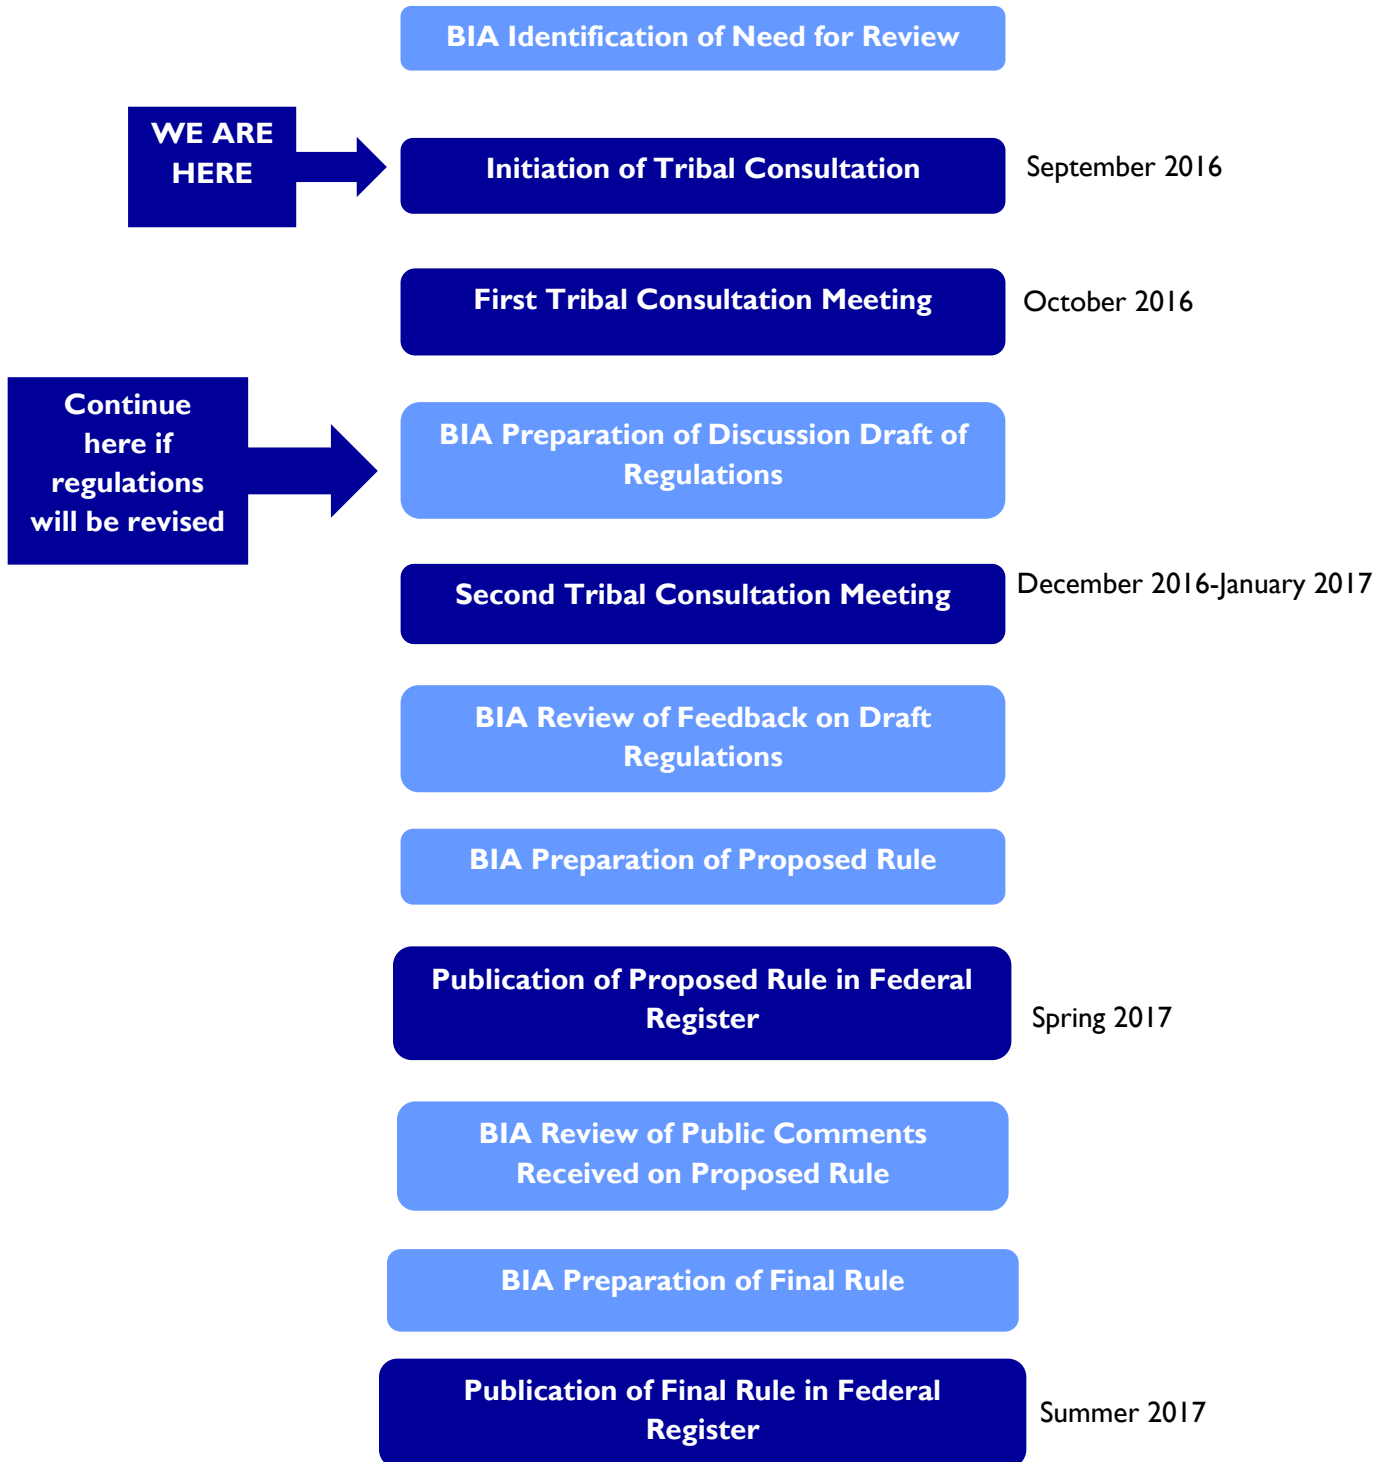 BIA Identification of Need for Review
WE ARE
HERE
Initiation of Tribal Consultation
September 2016
First Tribal Consultation Meeting
October 2016
Continue
here if
regulations
will be revised
BIA Preparation of Discussion Draft of
Regulations
Second Tribal Consultation Meeting
December 2016-January 2017
BIA Review of Feedback on Draft
Regulations
BIA Preparation of Proposed Rule
Publication of Proposed Rule in Federal
Register
Spring 2017
BIA Review of Public Comments
Received on Proposed Rule
BIA Preparation of Final Rule
Publication of Final Rule in Federal
Register
Summer 2017